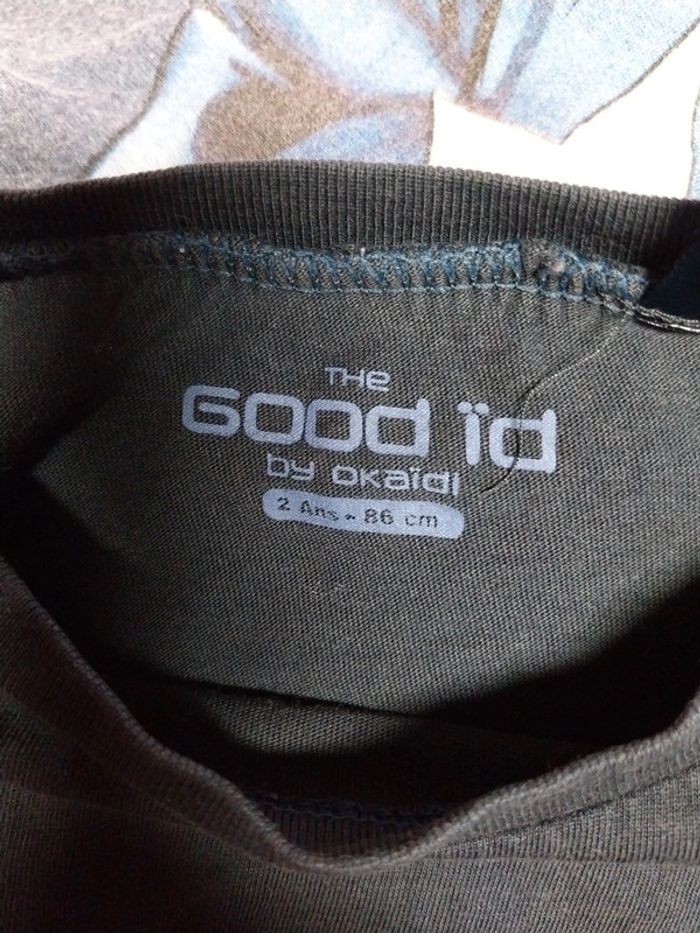 THe
GOOD ïd
by OKaïdI
2 Ans - 86 cm